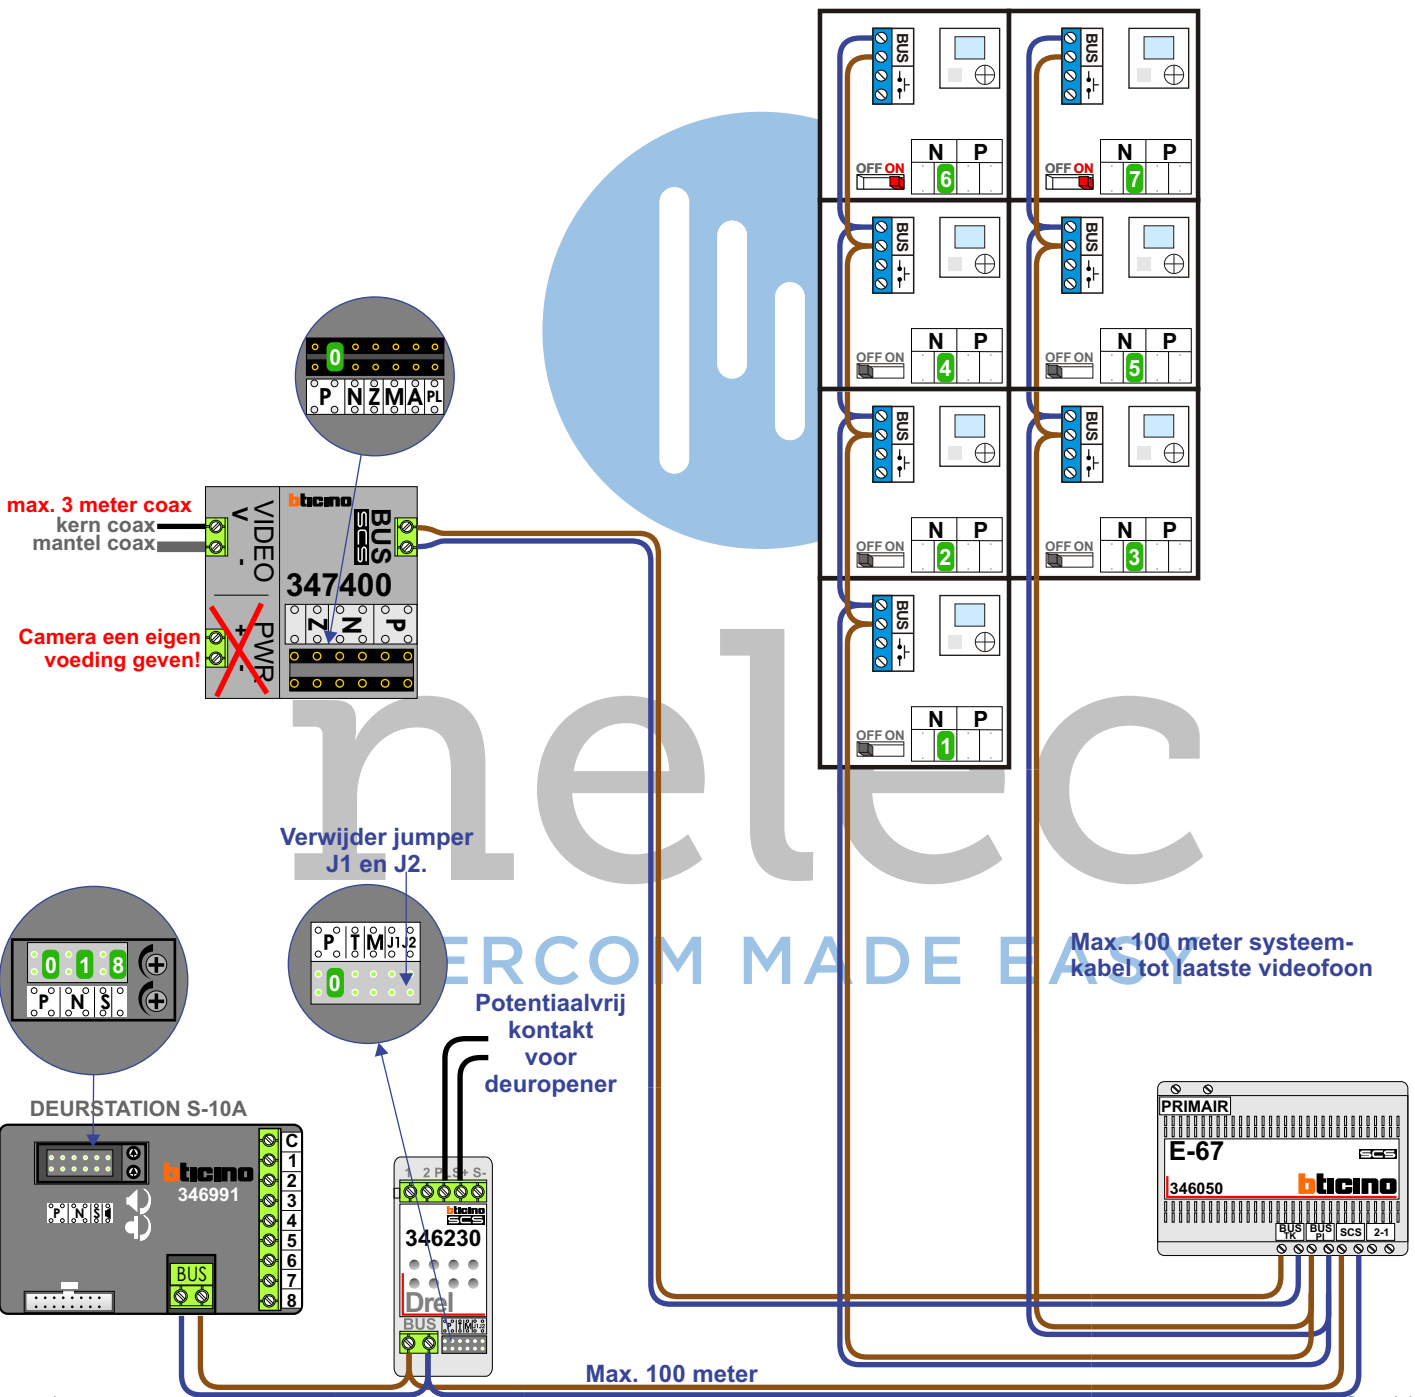 BUS
N P
OFF ON
6
BUS
N P
OFF ON
7
BUS
N P
OFF ON
4
BUS
N P
OFF ON
5
BUS
N P
OFF ON
2
BUS
N P
OFF ON
3
BUS
N P
OFF ON
1
0
P N Z M A PL
max. 3 meter coax
kern coax
mantel coax
Camera een eigen
voeding geven!
VIDEO
V -
PWR
+ -
bticino
BUS
SCS
347400
Z N P
nelec
INTERCOM MADE EASY
Verwijder jumper
J1 en J2.
P T M J1 J2
0
0 1 8
P N S
Potentiaalvrij
kontakt
voor
deuropener
Max. 100 meter systeem-
kabel tot laatste videofoon
DEURSTATION S-10A
bticino
346991
P N S
BUS
C
1
2
3
4
5
6
7
8
1 2 PL S+ S-
bticino
SCS
346230
Drel
BUS
P T M J1 J2
PRIMAIR
E-67
SCS
346050
bticino
BUS TK
BUS PI
SCS
2-1
Max. 100 meter